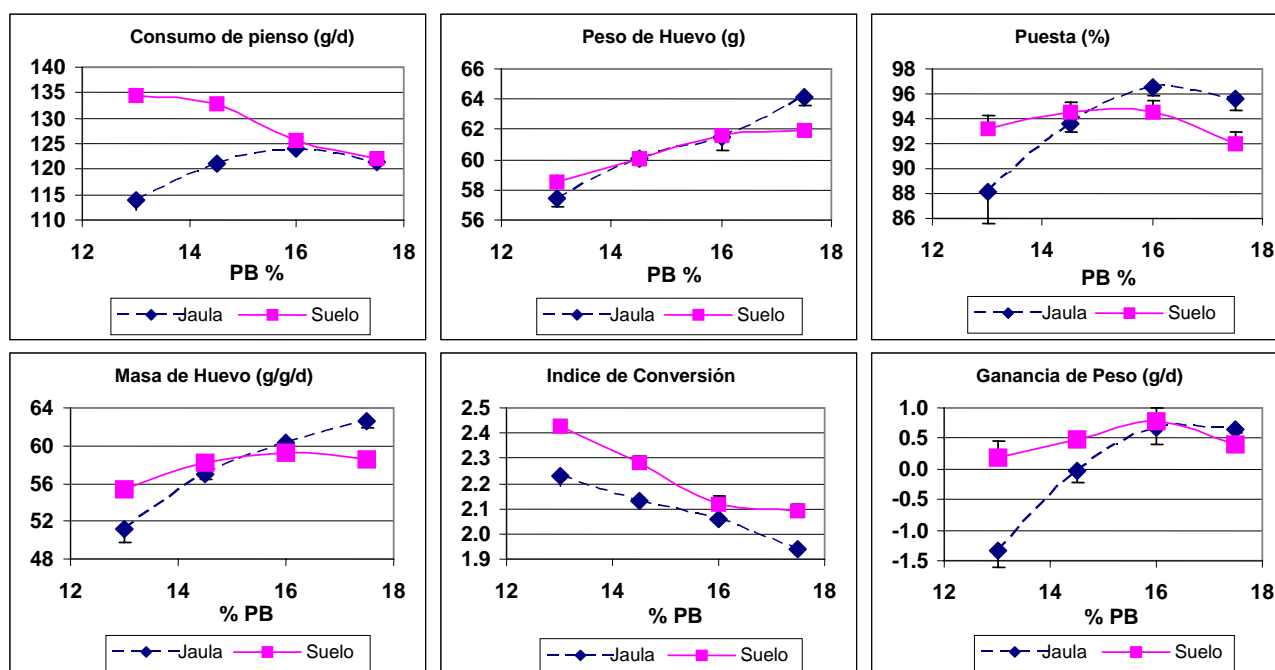 Consumo de pienso (g/d)
140
135
130
125
120
115
110
12 14 16 18
PB %
Jaula Suelo
Peso de Huevo (g)
66
64
62
60
58
56
12 14 16 18
PB %
Jaula Suelo
Puesta (%)
98
96
94
92
90
88
86
12 14 16 18
PB %
Jaula Suelo
Masa de Huevo (g/g/d)
64
60
56
52
48
12 14 16 18
% PB
Jaula Suelo
Indice de Conversión
2.5
2.4
2.3
2.2
2.1
2.0
1.9
12 14 16 18
% PB
Jaula Suelo
Ganancia de Peso (g/d)
1.0
0.5
0.0
-0.5
-1.0
-1.5
12 14 16 18
% PB
Jaula Suelo